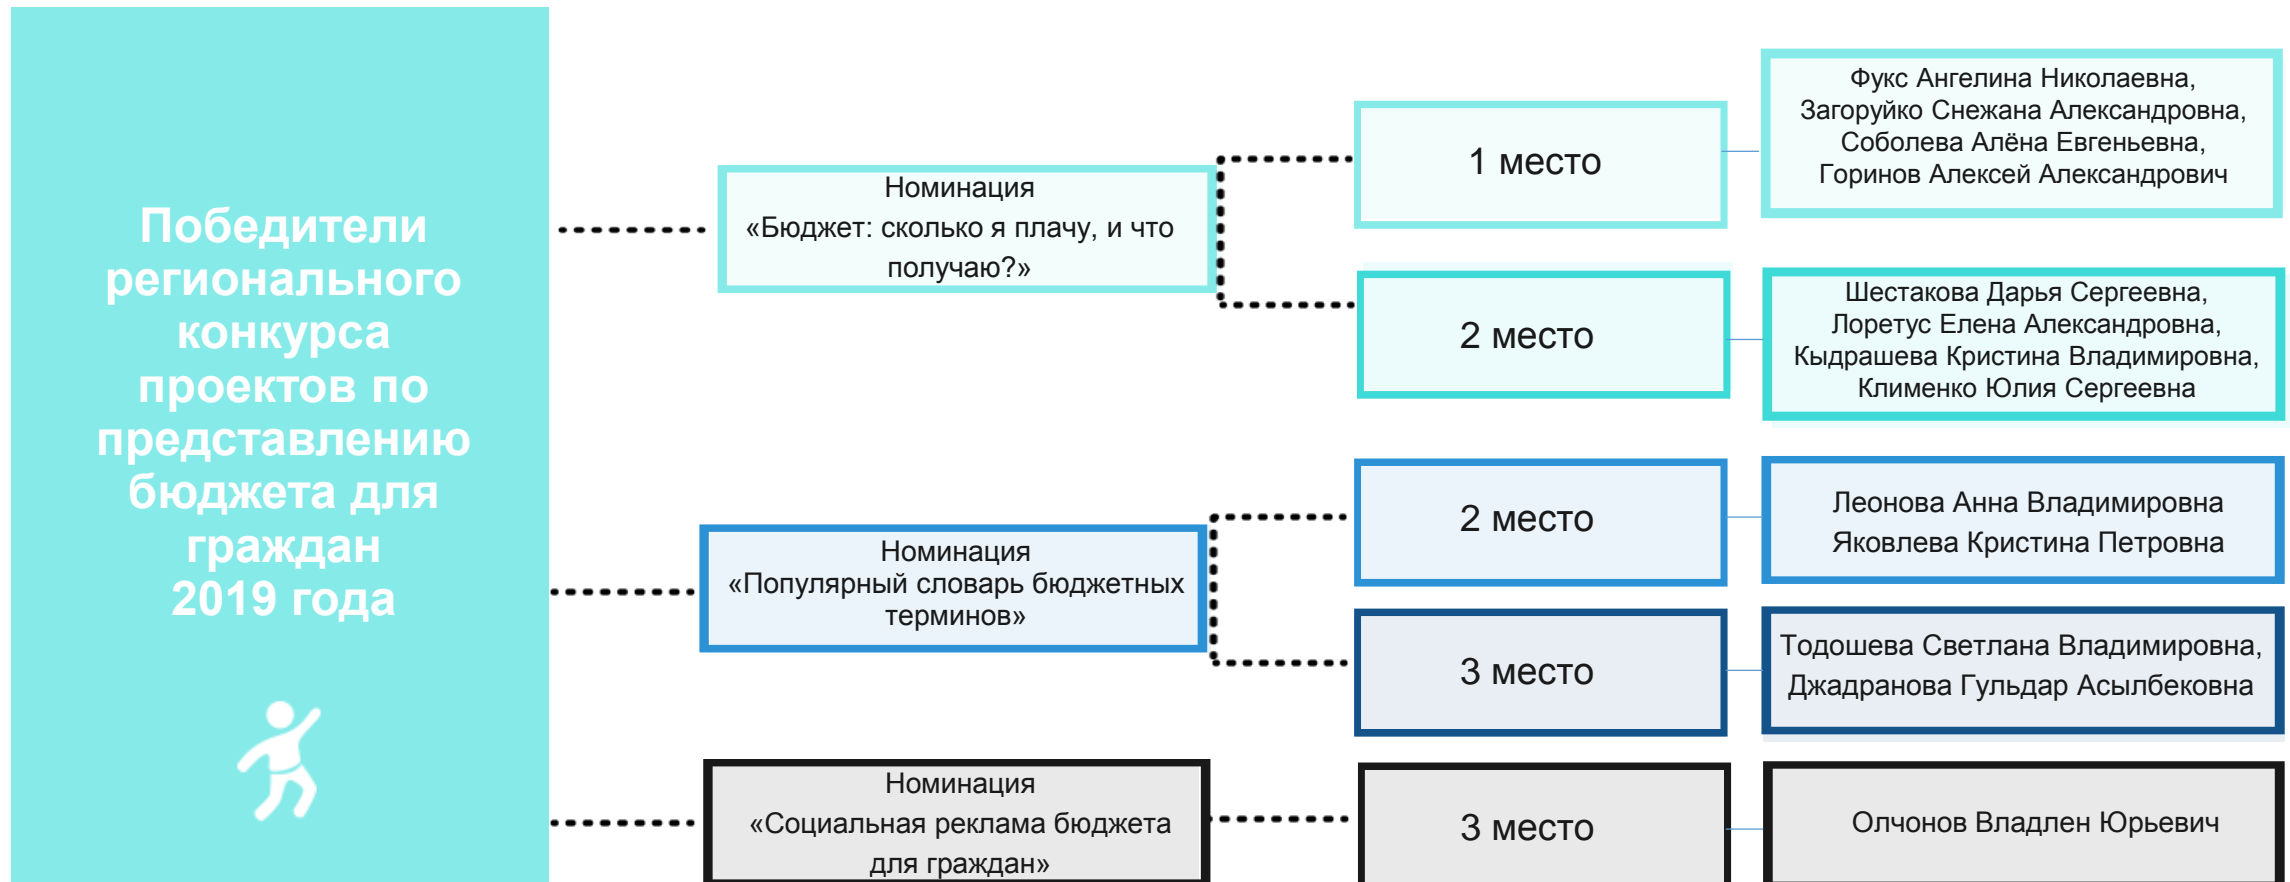 Победители
регионального
конкурса
проектов по
представлению
бюджета для
граждан
2019 года
Номинация
«Бюджет: сколько я плачу, и что
получаю?»
1 место
Фукс Ангелина Николаевна,
Загоруйко Снежана Александровна,
Соболева Алёна Евгеньевна,
Горинов Алексей Александрович
2 место
Шестакова Дарья Сергеевна,
Лоретус Елена Александровна,
Кыдрашева Кристина Владимировна,
Клименко Юлия Сергеевна
Номинация
«Популярный словарь бюджетных
терминов»
2 место
Леонова Анна Владимировна
Яковлева Кристина Петровна
3 место
Тодошева Светлана Владимировна,
Джадранова Гульдар Асылбековна
Номинация
«Социальная реклама бюджета
для граждан»
3 место
Олчонов Владлен Юрьевич